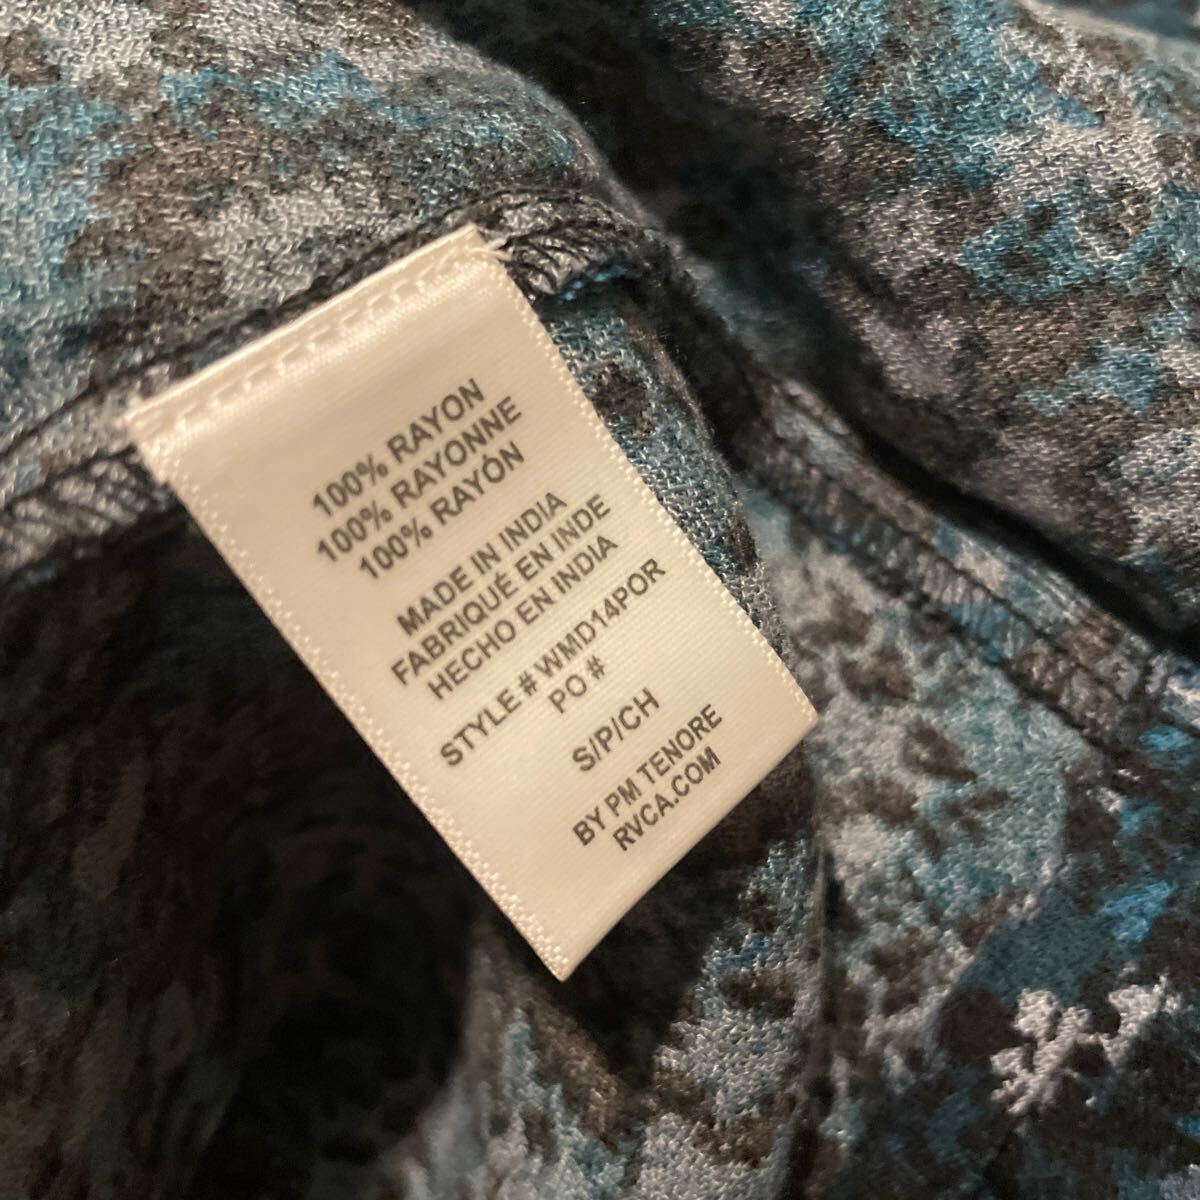 100% RAYON
100% RAYONNE
100% RAYÓN
MADE IN INDIA
FABRIQUÉ EN INDE
HECHO EN INDIA
STYLE # WMD14POR
PO #
S/P/CH
BY PM TENORE
RVCA.COM